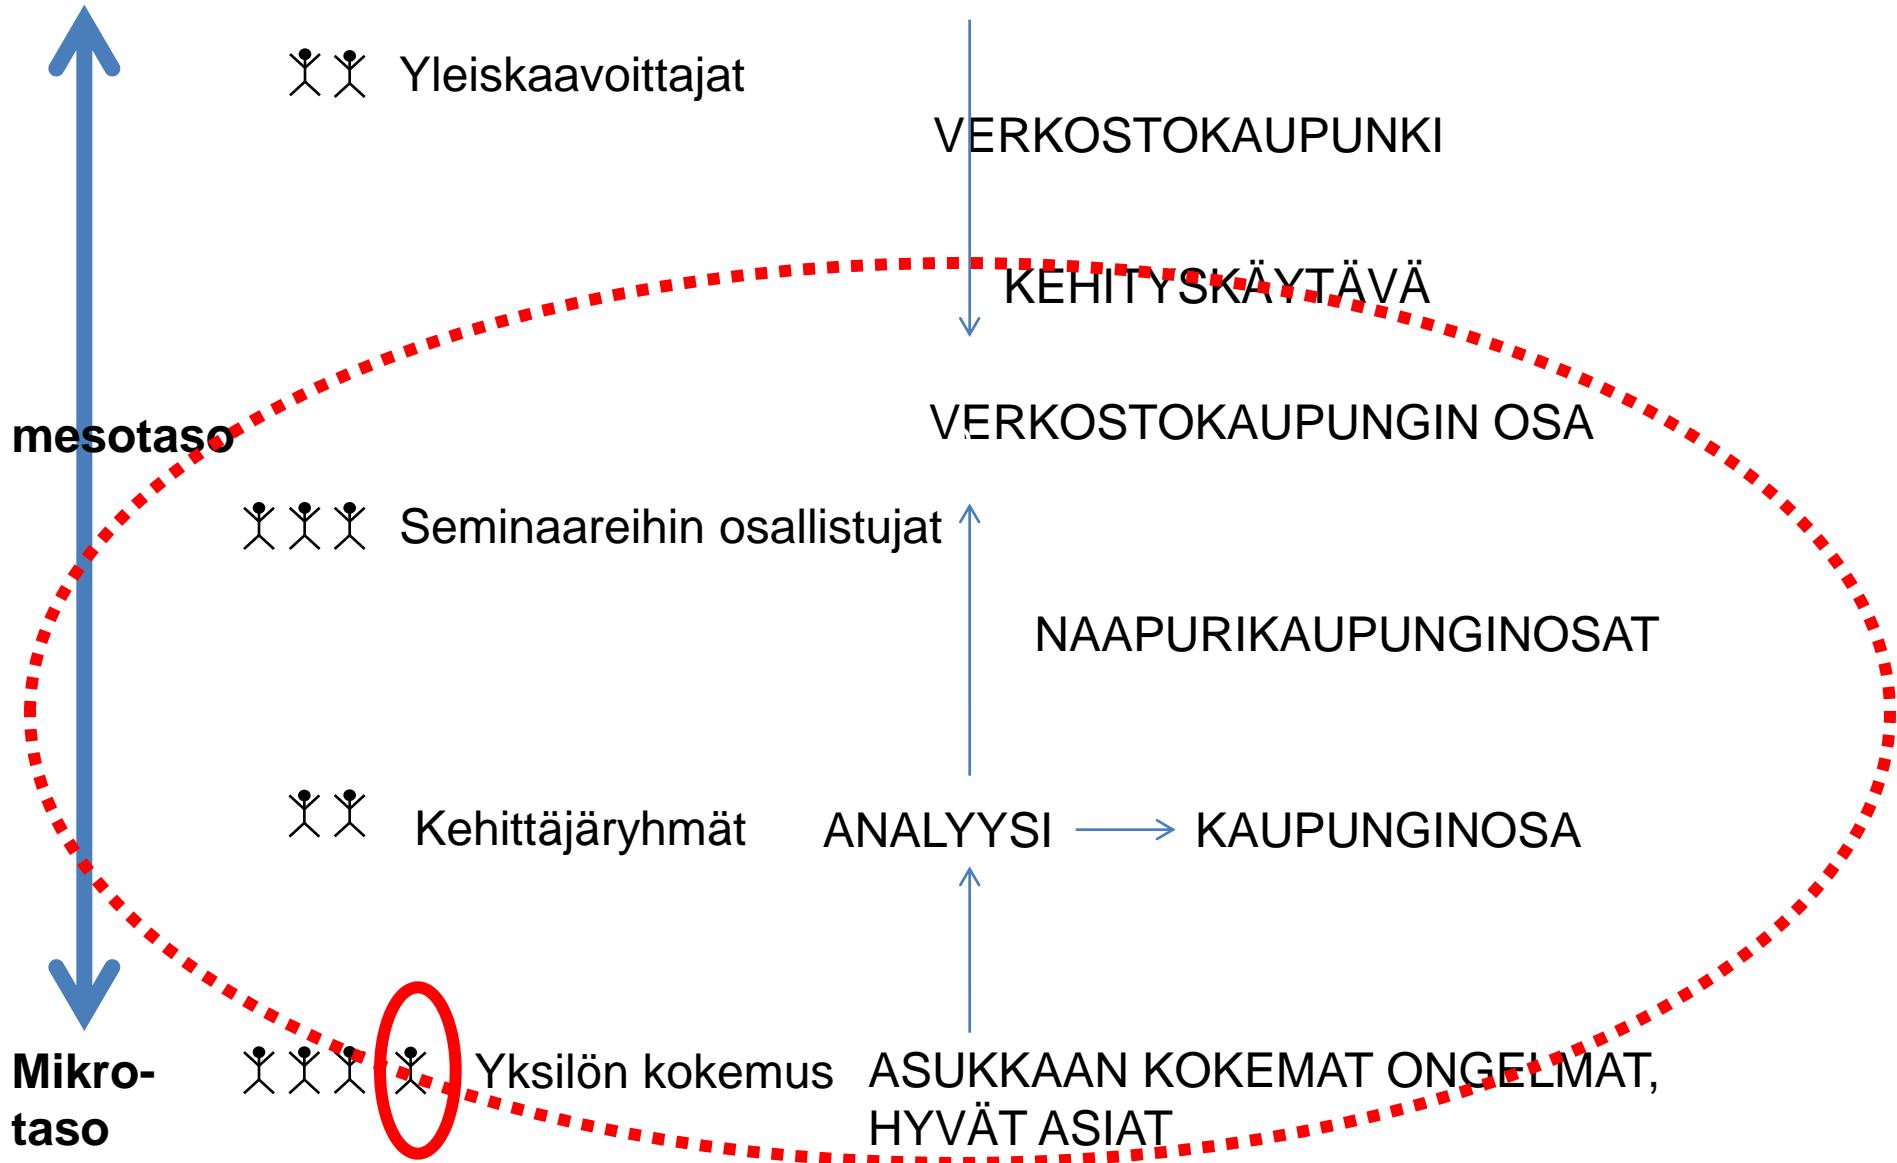 Yleiskaavoittajat
VERKOSTOKAUPUNKI
KEHITYSKÄYTÄVÄ
mesotaso
VERKOSTOKAUPUNGIN OSA
Seminaareihin osallistujat
NAAPURIKAUPUNGINOSAT
Kehittäjäryhmät
ANALYYSI
KAUPUNGINOSA
Mikro-
taso
Yksilön kokemus
ASUKKAAN KOKEMAT ONGELMAT,
HYVÄT ASIAT